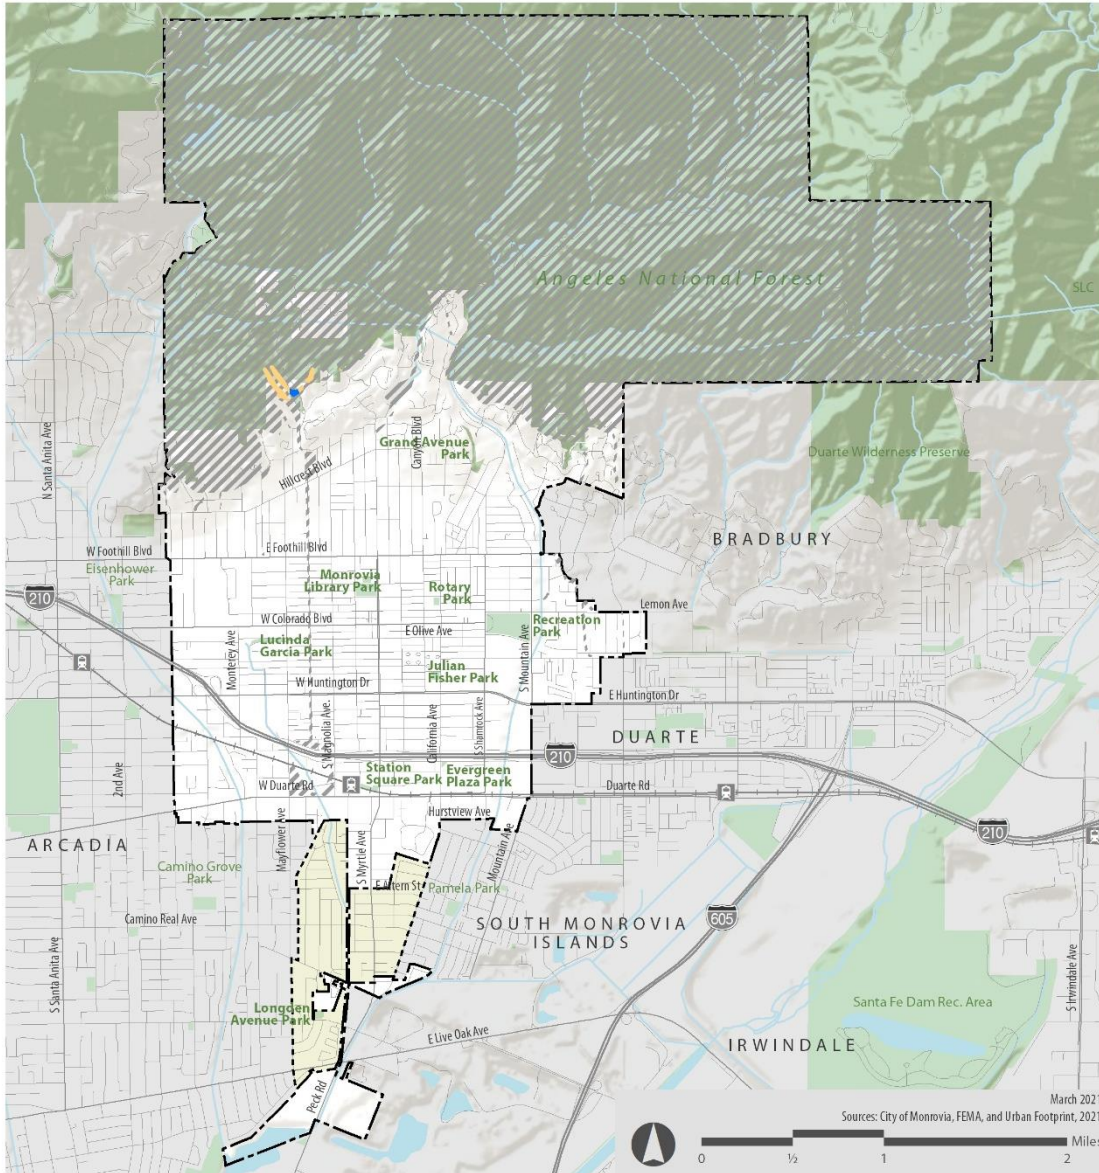 Angeles National Forest
SLC
N Santa Anita Ave
Canyon Blvd
Grand Avenue
Park
Hillcrest Blvd
Duarte Wilderness Preserve
W Foothill Blvd
E Foothill Blvd
BRADBURY
Eisenhower
Park
210
Monrovia
Library Park
Rotary
Park
Lemon Ave
W Colorado Blvd
E Olive Ave
Recreation
Park
Lucinda
Garcia Park
Monterey Ave
Julian
Fisher Park
S Mountain Ave
W Huntington Dr
E Huntington Dr
S Magnolia Ave.
California Ave
S Shamrock Ave
DUARTE
210
2nd Ave
Station
Square Park
Evergreen
Plaza Park
W Duarte Rd
Duarte Rd
Hurstview Ave
210
ARCADIA
Mayflower Ave
S Myrtle Ave
Mountain Ave
Camino Grove
Park
E Altern St
Pamela Park
Camino Real Ave
SOUTH MONROVIA
ISLANDS
605
S Santa Anita Ave
S Irwindale Ave
Longden
Avenue Park
Santa Fe Dam Rec. Area
E Live Oak Ave
IRWINDALE
Peck Rd
March 2021
Sources: City of Monrovia, FEMA, and Urban Footprint, 2021
Miles
0 ½ 1 2